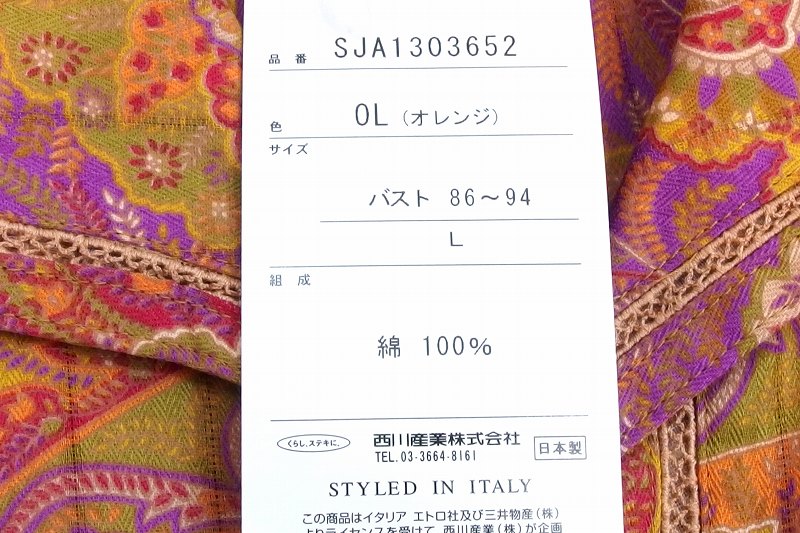 品番 SJA1303652
色 OL（オレンジ）
サイズ
バスト 86～94
L
組成
綿 100%
くらし、ステキに。 西川産業株式会社 日本製
TEL.03-3664-8161
STYLED IN ITALY
この商品はイタリア エトロ社及び三井物産(株)
よりライセンスを受けて 西川産業(株)が企画